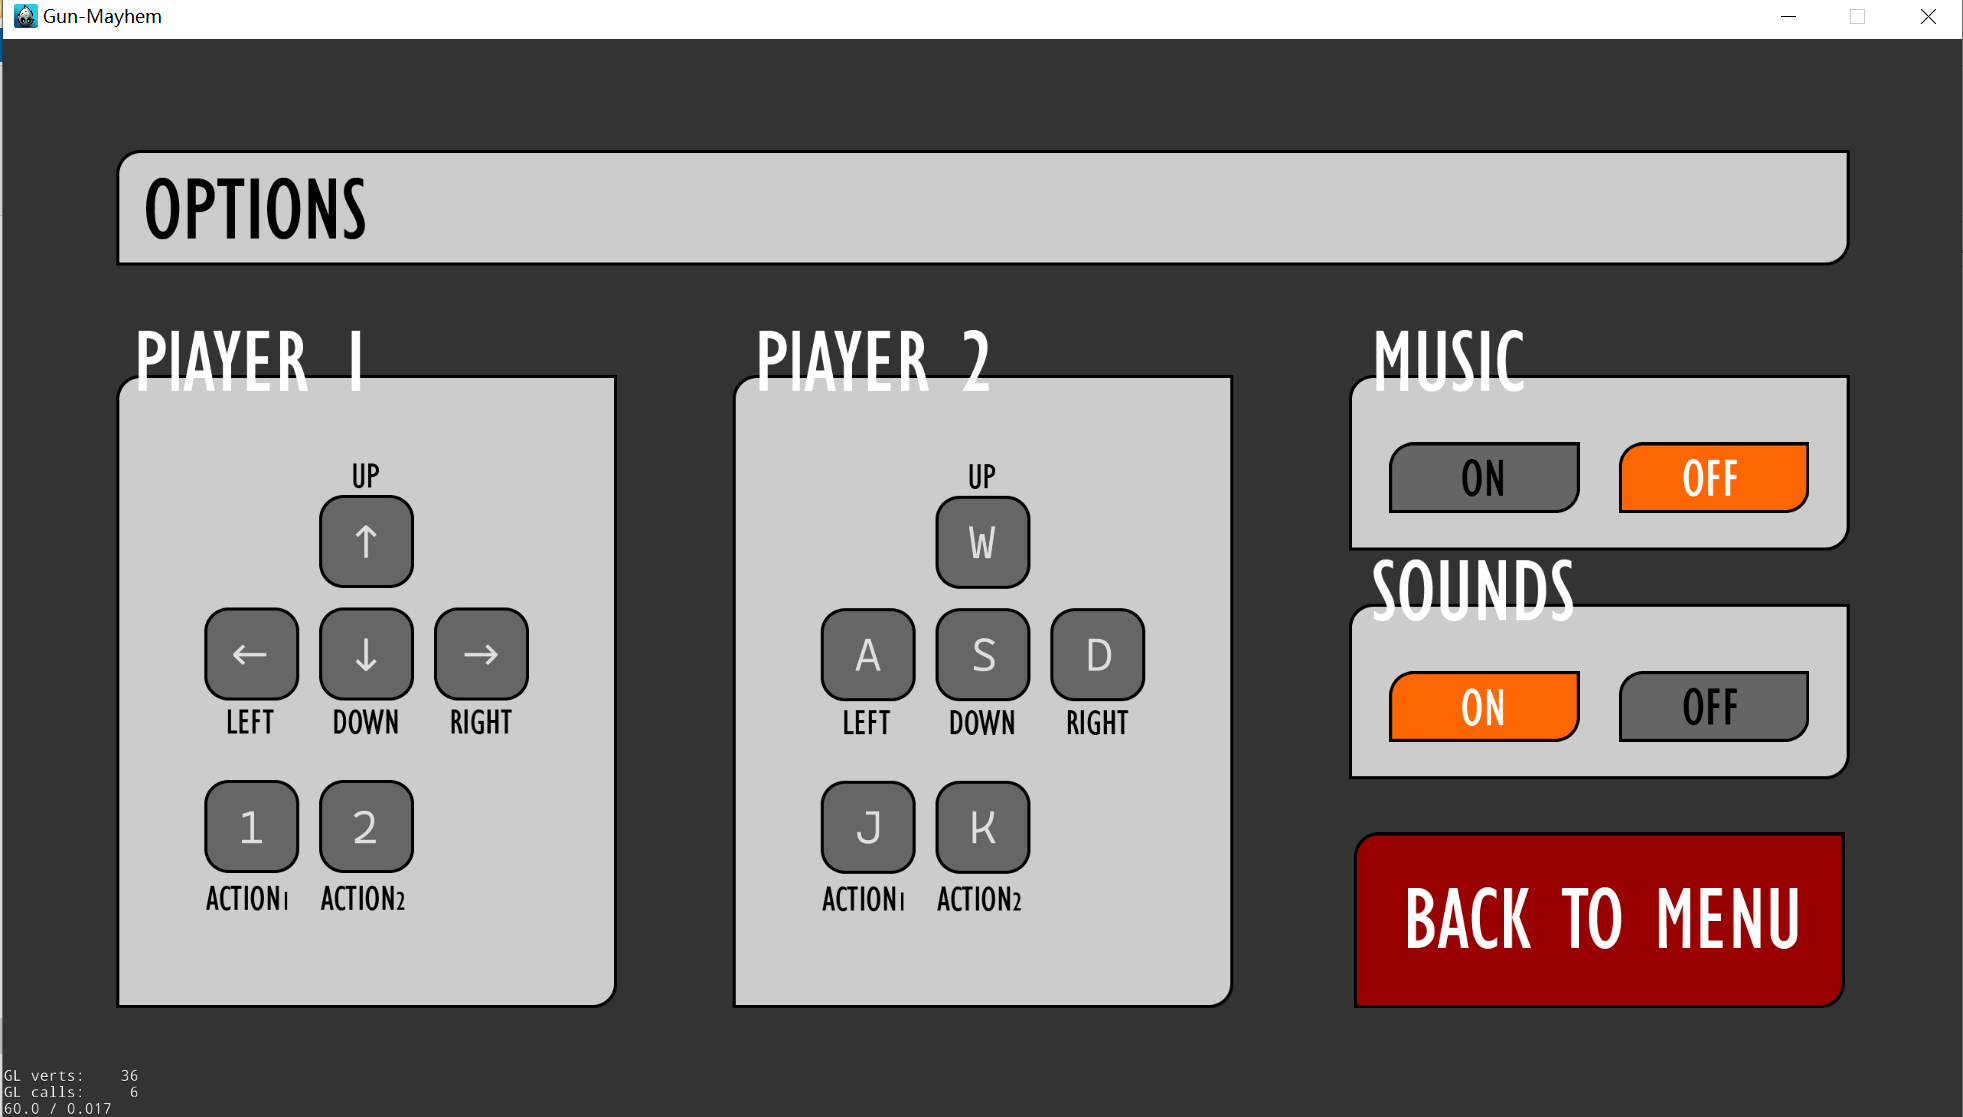 Gun-Mayhem
OPTIONS
PIAYER 1
UP
↑
← ↓ →
LEFT DOWN RIGHT
1 2
ACTION1 ACTION2
PIAYER 2
UP
W
A S D
LEFT DOWN RIGHT
J K
ACTION1 ACTION2
MUSIC
ON OFF
SOUNDS
ON OFF
BACK TO MENU
GL verts: 36
GL calls: 6
60.0 / 0.017